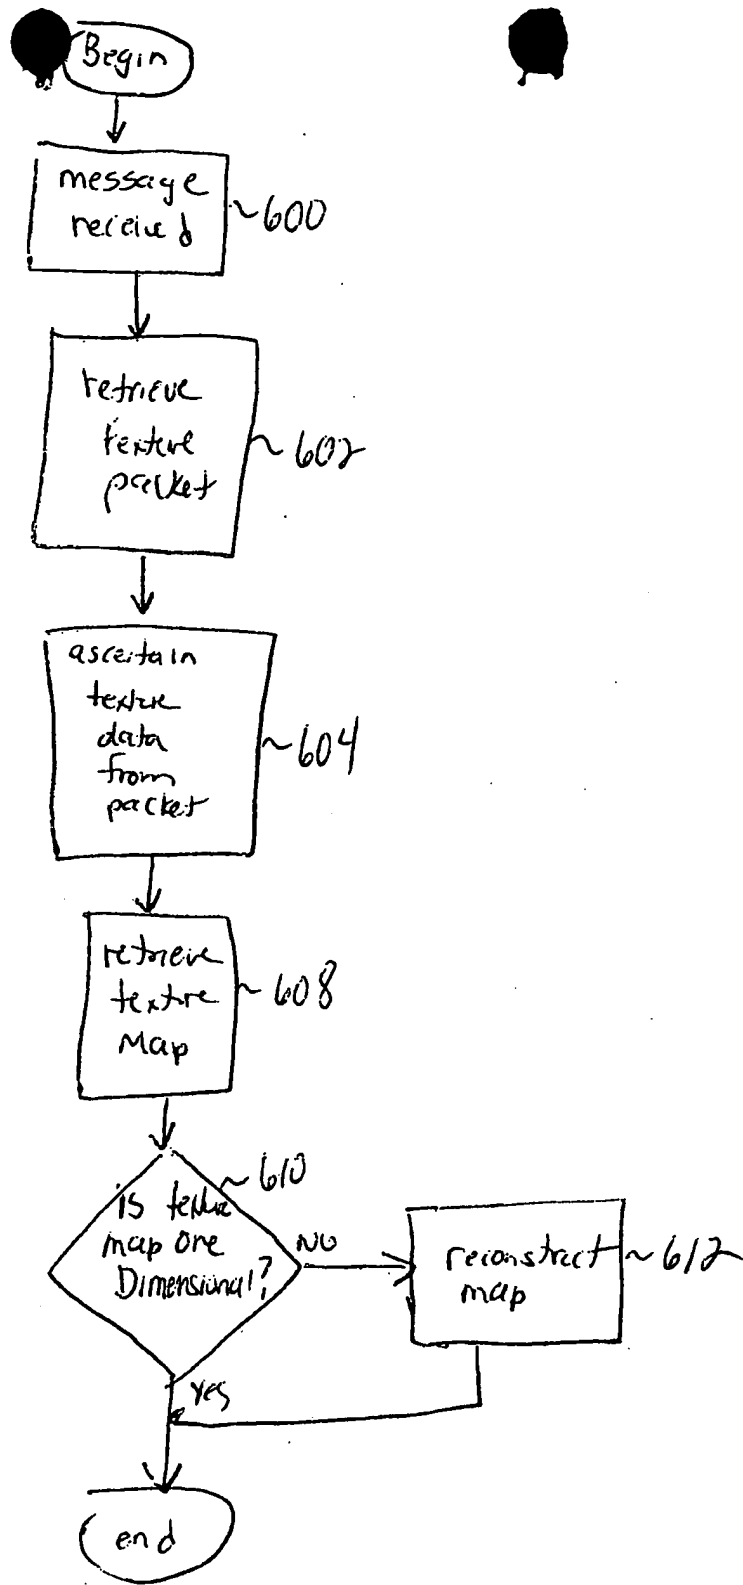 Begin
message
received
~600
retrieve
texture
packet
~602
ascertain
texture
data
from
packet
~604
retrieve
texture
Map
~608
~610
is texture
map one
Dimensional?
NO
reconstruct
map
~612
Yes
end